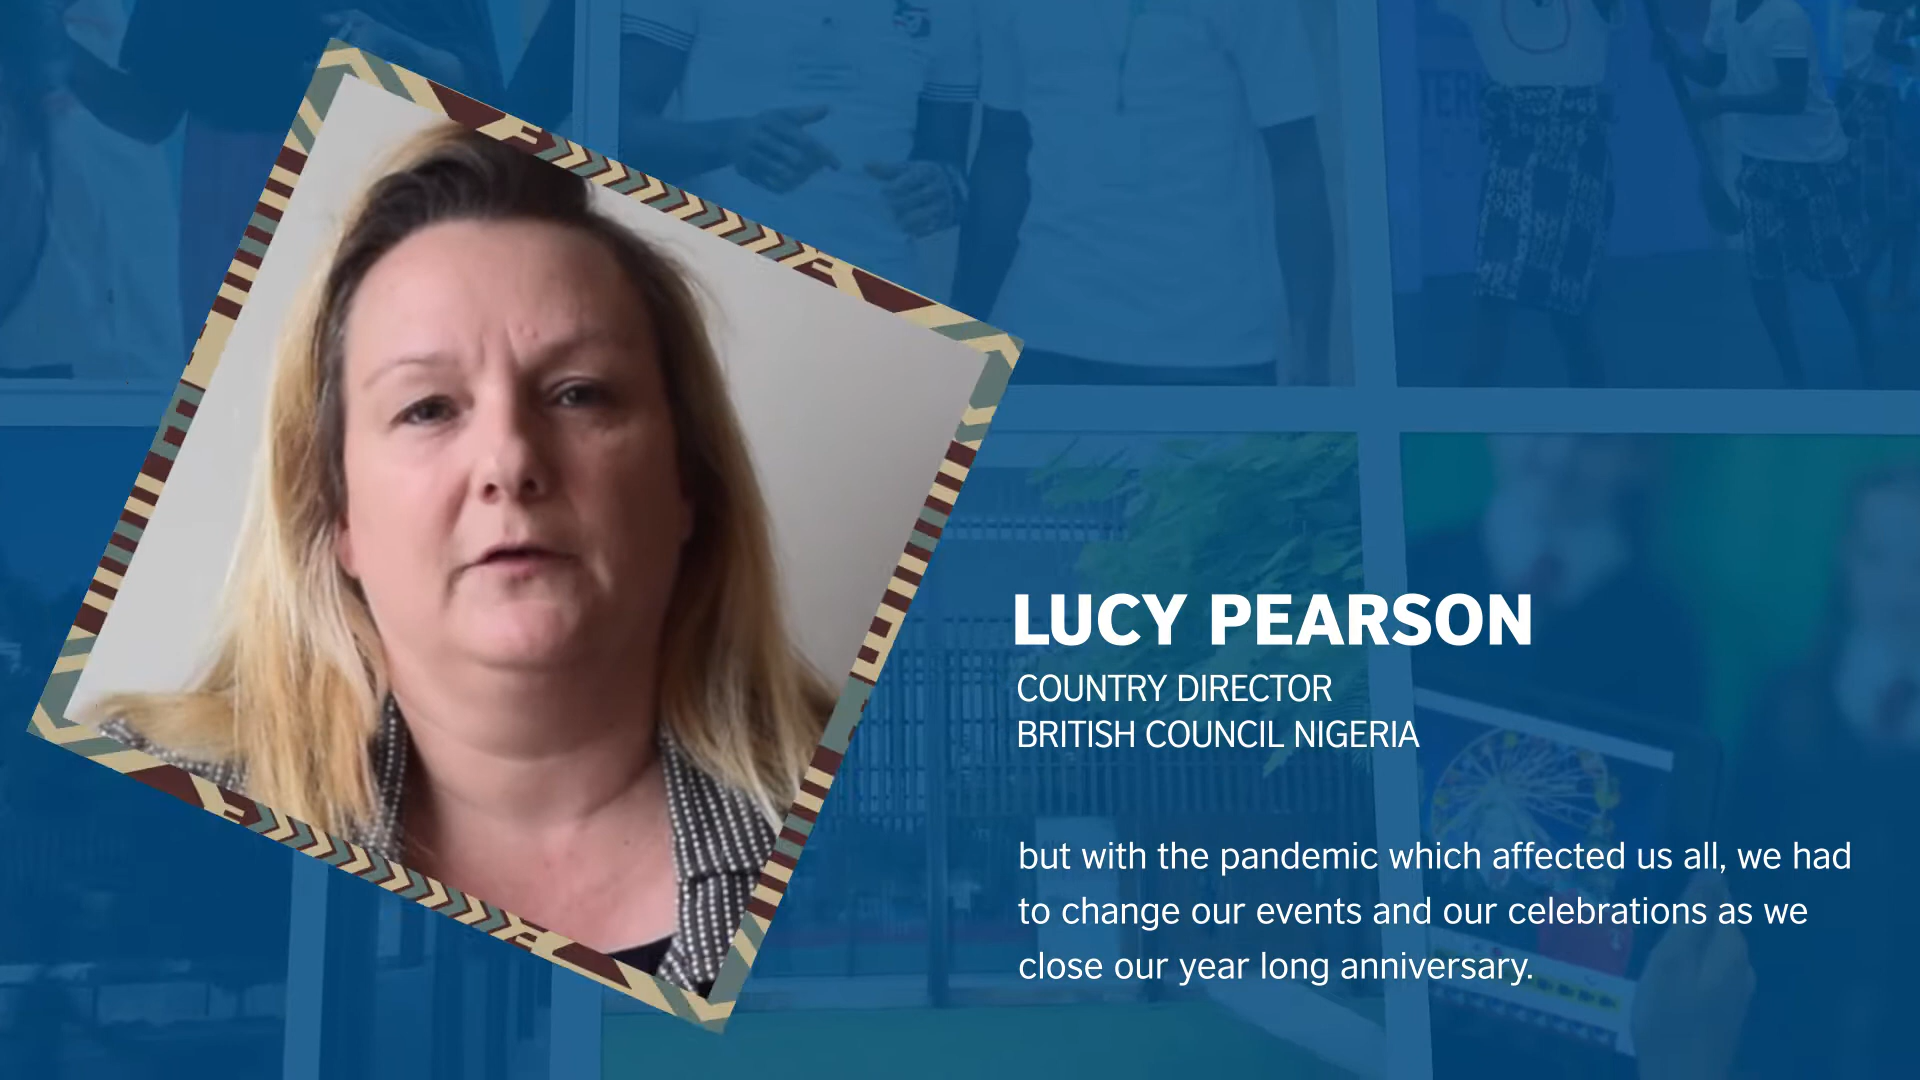 LUCY PEARSON
COUNTRY DIRECTOR
BRITISH COUNCIL NIGERIA
but with the pandemic which affected us all, we had
to change our events and our celebrations as we
close our year long anniversary.